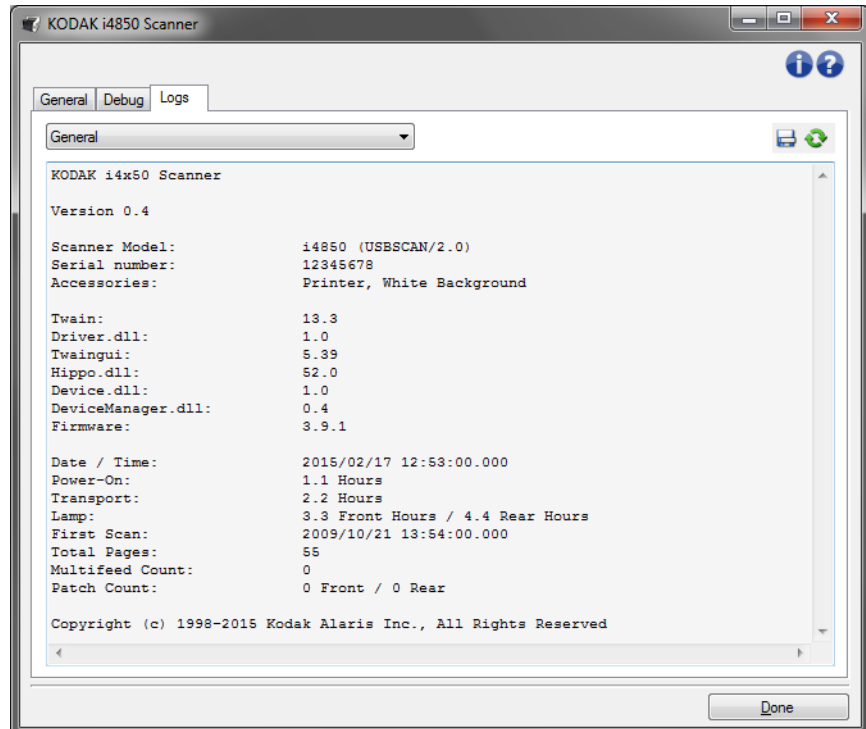 KODAK i4850 Scanner
General Debug Logs
General
KODAK i4x50 Scanner
Version 0.4
Scanner Model: i4850 (USBSCAN/2.0)
Serial number: 12345678
Accessories: Printer, White Background
Twain: 13.3
Driver.dll: 1.0
Twaingui: 5.39
Hippo.dll: 52.0
Device.dll: 1.0
DeviceManager.dll: 0.4
Firmware: 3.9.1
Date / Time: 2015/02/17 12:53:00.000
Power-On: 1.1 Hours
Transport: 2.2 Hours
Lamp: 3.3 Front Hours / 4.4 Rear Hours
First Scan: 2009/10/21 13:54:00.000
Total Pages: 55
Multifeed Count: 0
Patch Count: 0 Front / 0 Rear
Copyright (c) 1998-2015 Kodak Alaris Inc., All Rights Reserved
Done